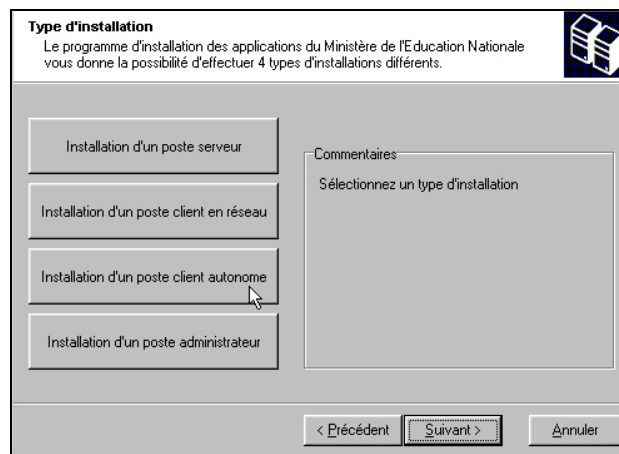 Type d'installation
Le programme d'installation des applications du Ministère de l'Education Nationale
vous donne la possibilité d'effectuer 4 types d'installations différents.
Installation d'un poste serveur
Installation d'un poste client en réseau
Installation d'un poste client autonome
Installation d'un poste administrateur
Commentaires
Sélectionnez un type d'installation
< Précédent
Suivant >
Annuler